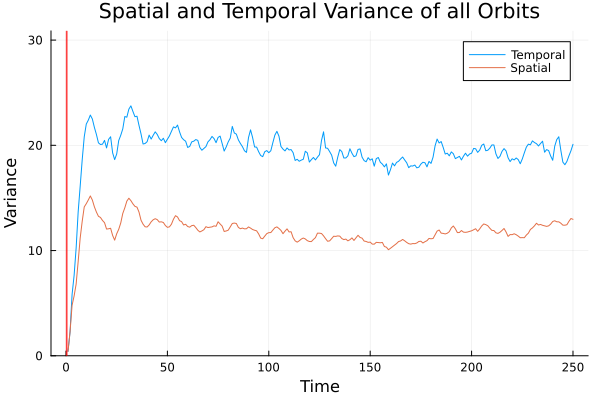 Spatial and Temporal Variance of all Orbits
30
20
10
0
Variance
Temporal
Spatial
0 50 100 150 200 250
Time